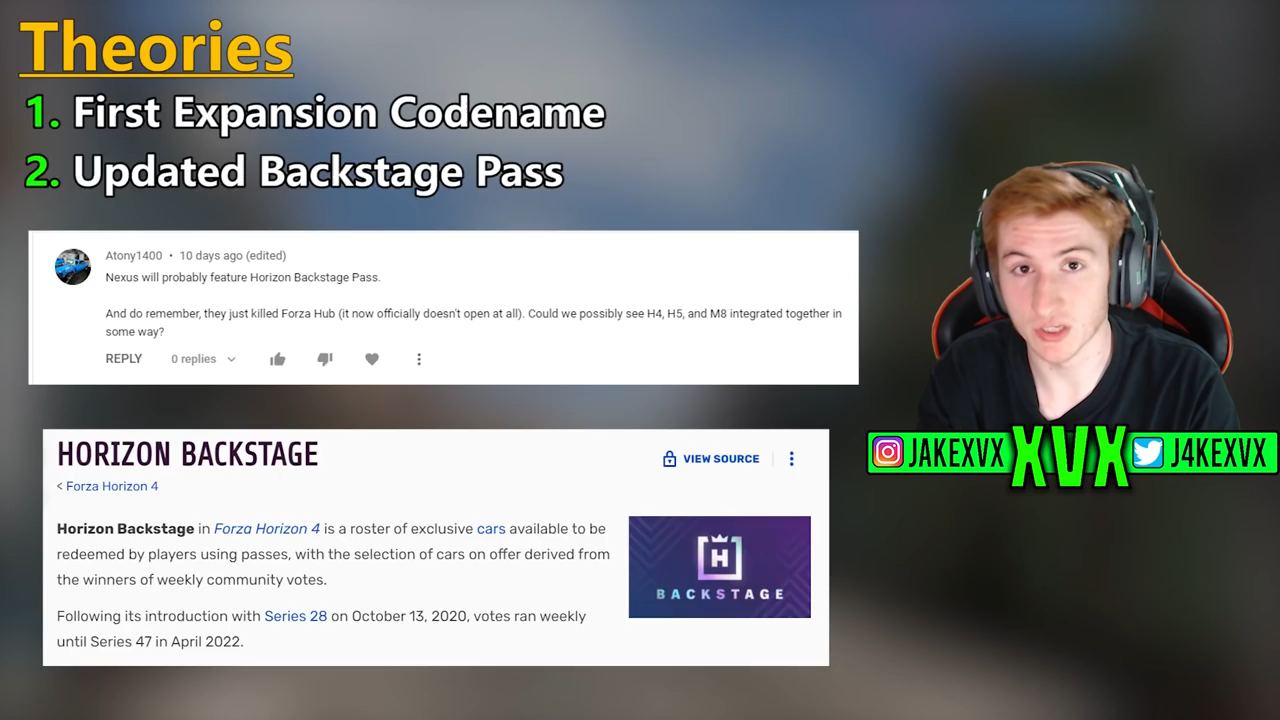 Theories
1. First Expansion Codename
2. Updated Backstage Pass
Atony1400 • 10 days ago (edited)
Nexus will probably feature Horizon Backstage Pass.
And do remember, they just killed Forza Hub (it now officially doesn't open at all). Could we possibly see H4, H5, and M8 integrated together in
some way?
REPLY 0 replies
HORIZON BACKSTAGE
VIEW SOURCE
< Forza Horizon 4
Horizon Backstage in Forza Horizon 4 is a roster of exclusive cars available to be
redeemed by players using passes, with the selection of cars on offer derived from
the winners of weekly community votes.
Following its introduction with Series 28 on October 13, 2020, votes ran weekly
until Series 47 in April 2022.
H
BACKSTAGE
JAKEXVX XVX J4KEXVX